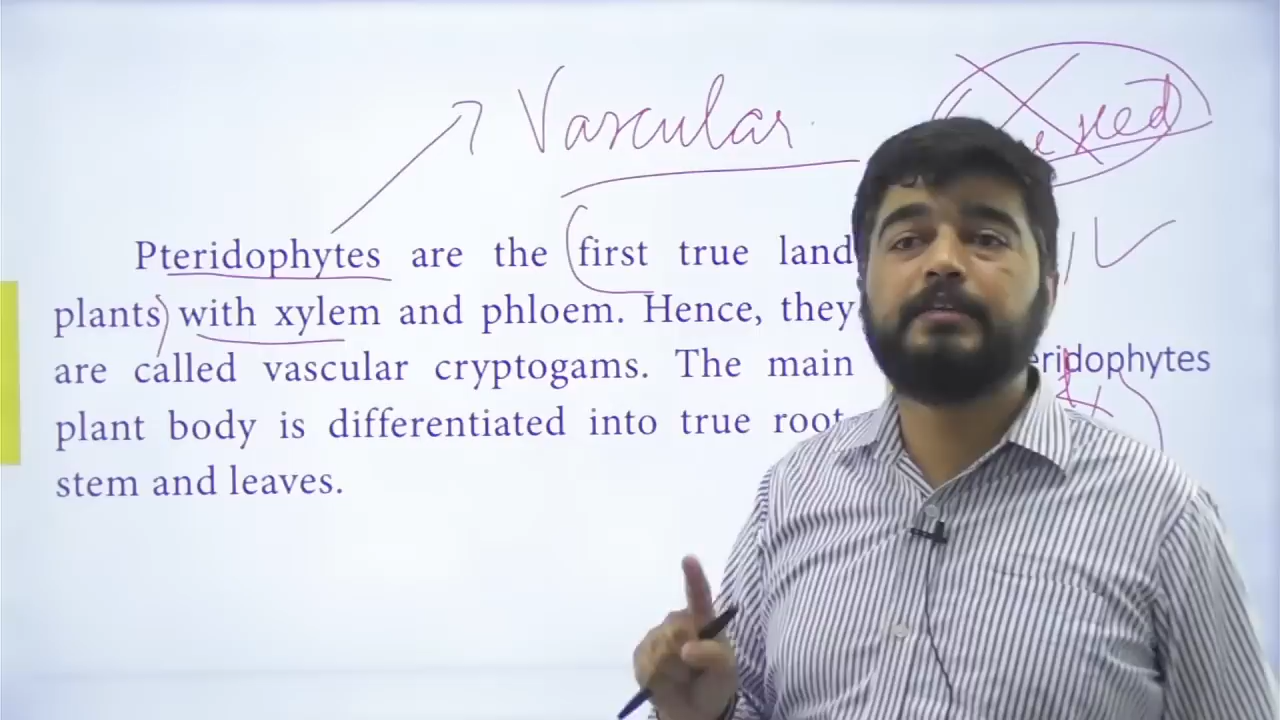 Vascular
seed
Pteridophytes are the first true land
plants with xylem and phloem. Hence, they
are called vascular cryptogams. The main
plant body is differentiated into true root
stem and leaves.
eridophytes